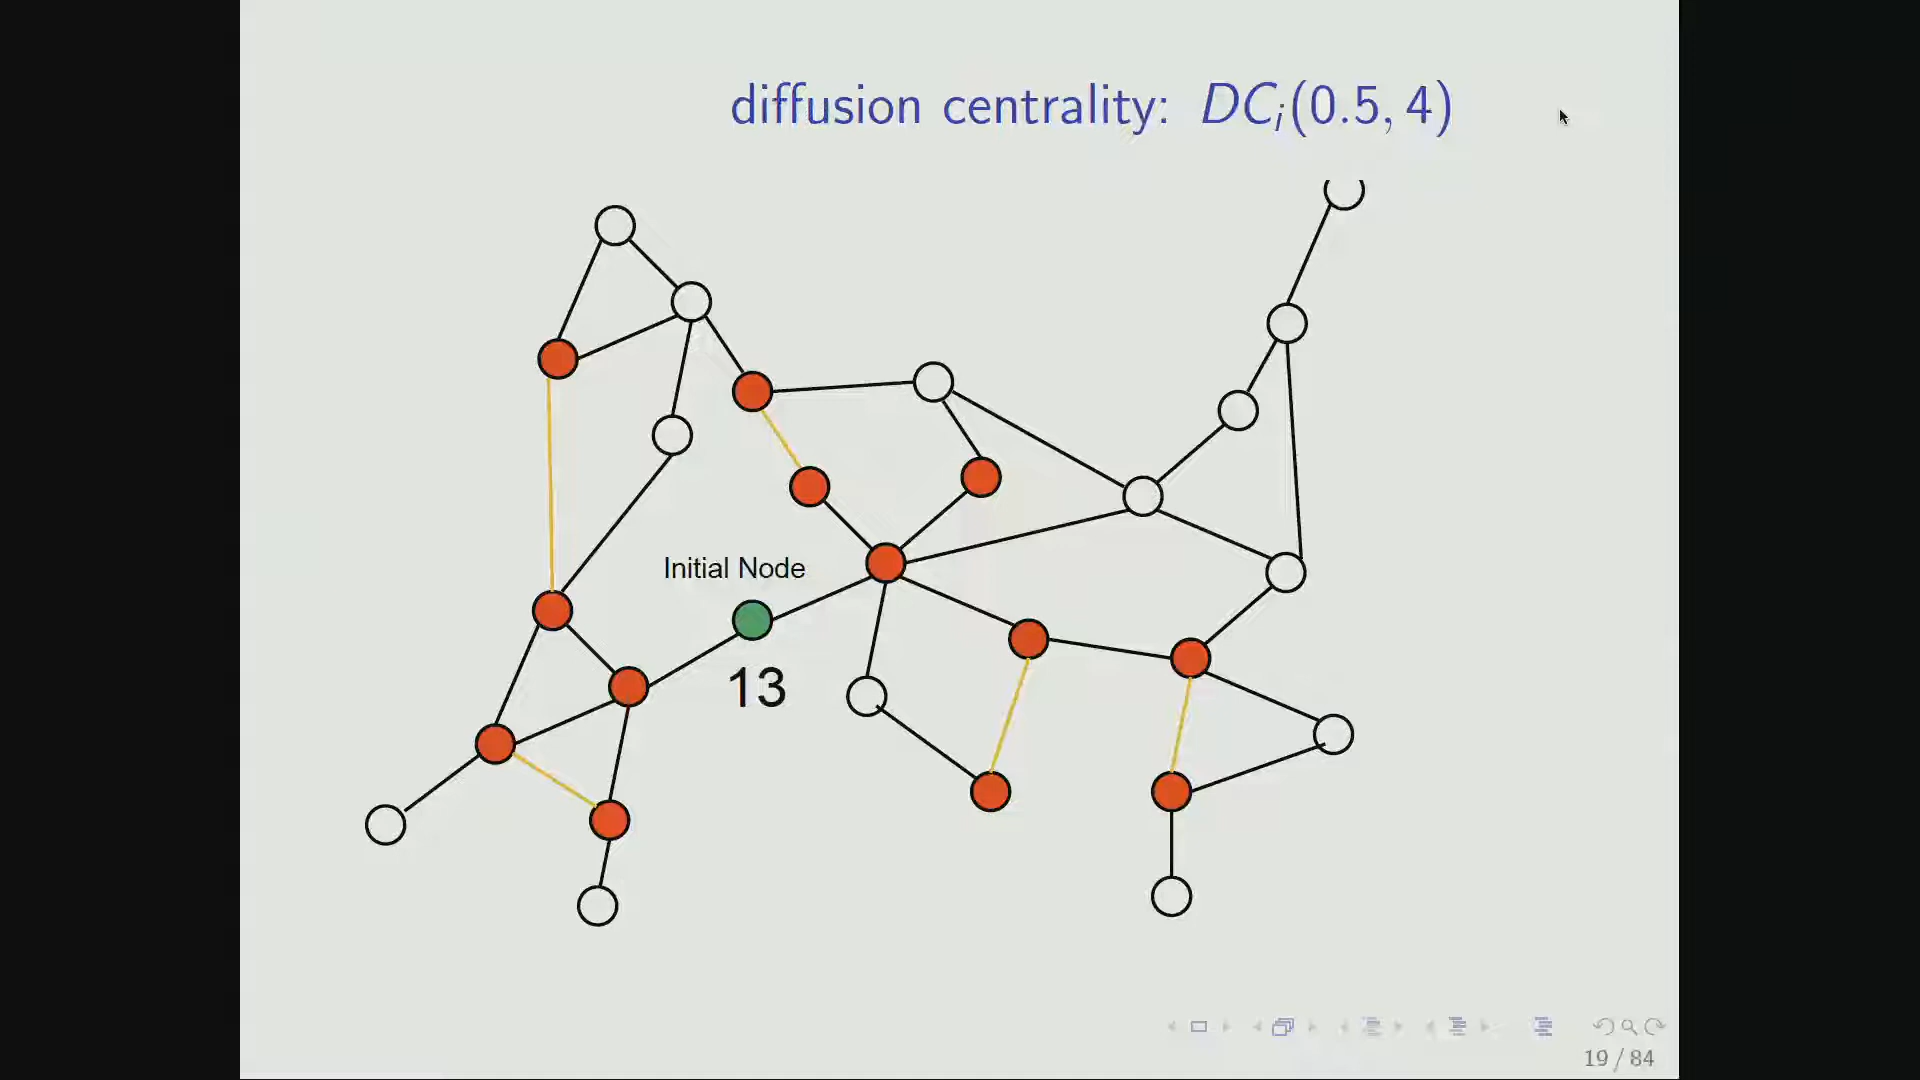 diffusion centrality: DCᵢ(0.5, 4)
Initial Node
13
19 / 84